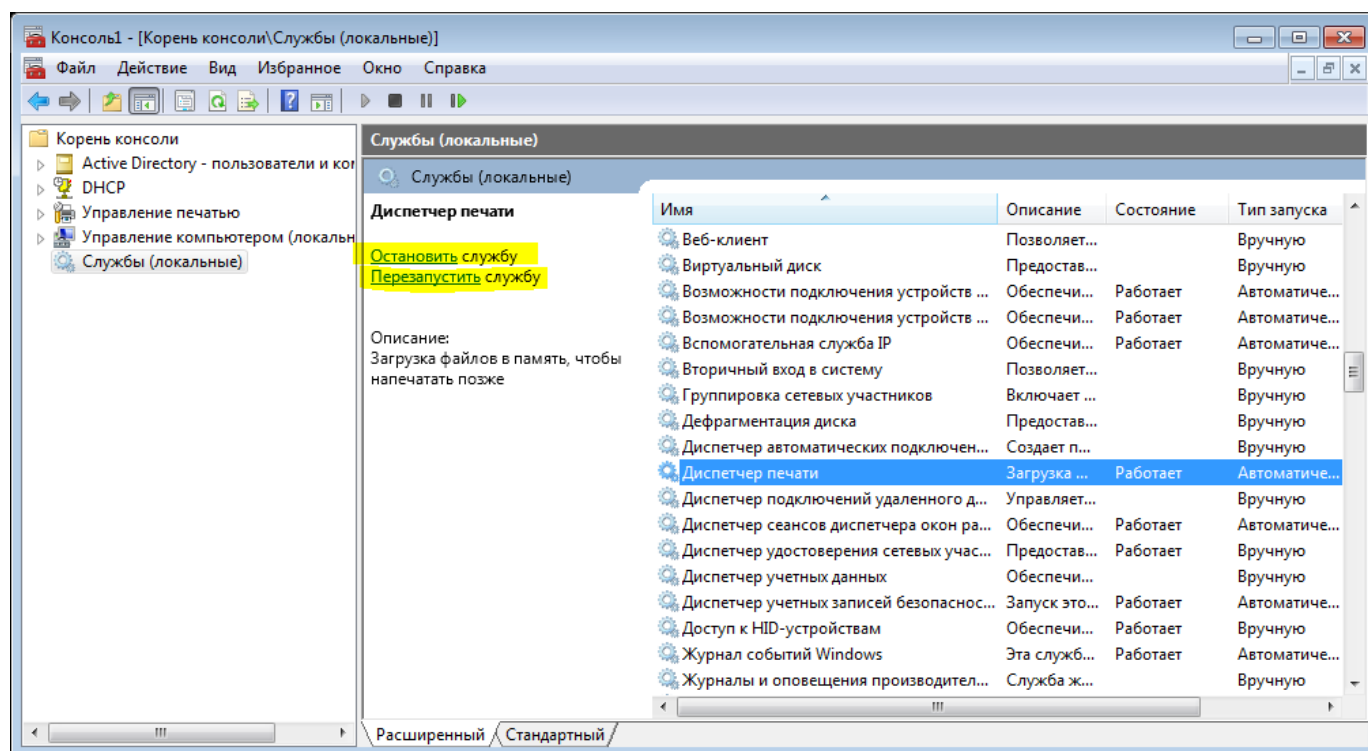 Консоль1 - [Корень консоли\Службы (локальные)]
Файл Действие Вид Избранное Окно Справка
Корень консоли
Active Directory - пользователи и ком
DHCP
Управление печатью
Управление компьютером (локальн
Службы (локальные)
Службы (локальные)
Службы (локальные)
Диспетчер печати
Остановить службу
Перезапустить службу
Описание:
Загрузка файлов в память, чтобы
напечатать позже
Имя Описание Состояние Тип запуска
Веб-клиент Позволяет... Вручную
Виртуальный диск Предостав... Вручную
Возможности подключения устройств ... Обеспечи... Работает Автоматиче...
Возможности подключения устройств ... Обеспечи... Работает Автоматиче...
Вспомогательная служба IP Обеспечи... Работает Автоматиче...
Вторичный вход в систему Позволяет... Вручную
Группировка сетевых участников Включает ... Вручную
Дефрагментация диска Предостав... Вручную
Диспетчер автоматических подключен... Создает п... Вручную
Диспетчер печати Загрузка ... Работает Автоматиче...
Диспетчер подключений удаленного д... Управляет... Вручную
Диспетчер сеансов диспетчера окон ра... Обеспечи... Работает Автоматиче...
Диспетчер удостоверения сетевых учас... Предостав... Работает Вручную
Диспетчер учетных данных Обеспечи... Вручную
Диспетчер учетных записей безопаснос... Запуск это... Работает Автоматиче...
Доступ к HID-устройствам Обеспечи... Работает Вручную
Журнал событий Windows Эта служб... Работает Автоматиче...
Журналы и оповещения производител... Служба ж... Вручную
Расширенный Стандартный